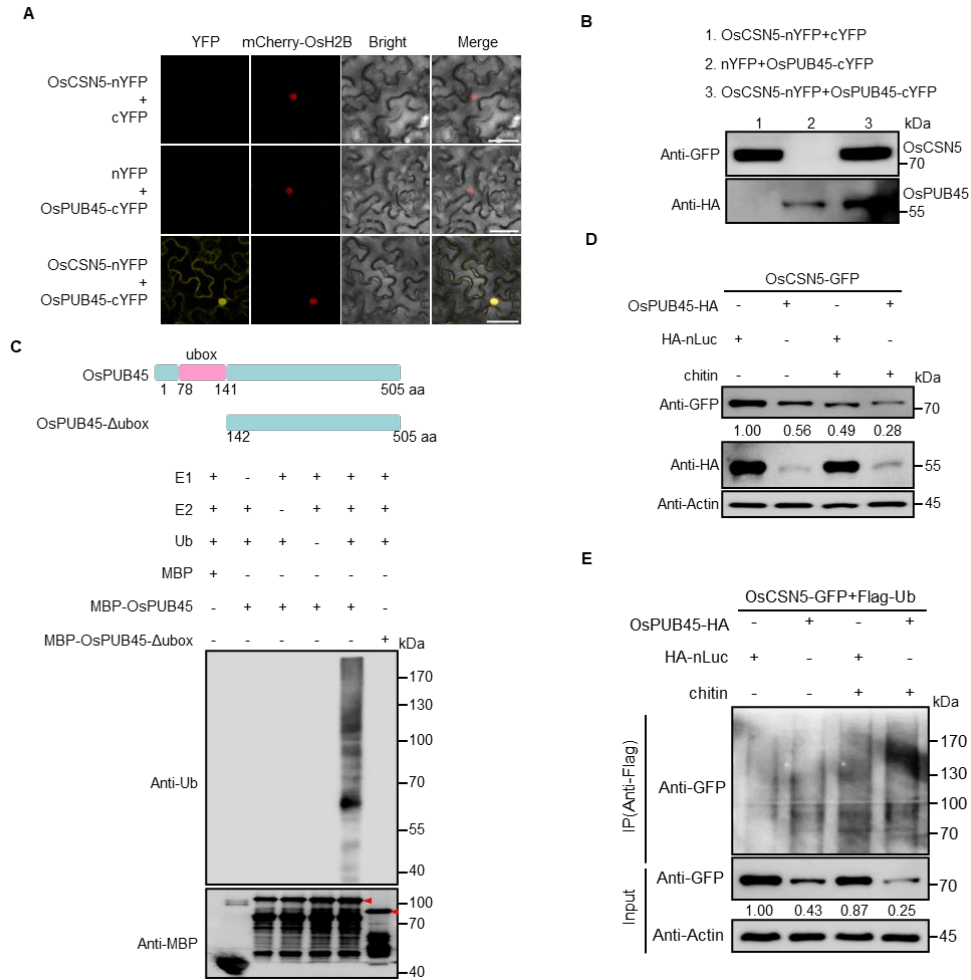 A
YFP mCherry-OsH2B Bright Merge
OsCSN5-nYFP
+
cYFP
nYFP
+
OsPUB45-cYFP
OsCSN5-nYFP
+
OsPUB45-cYFP
B
1. OsCSN5-nYFP+cYFP
2. nYFP+OsPUB45-cYFP
3. OsCSN5-nYFP+OsPUB45-cYFP
1 2 3 kDa
Anti-GFP OsCSN5
70
Anti-HA OsPUB45
55
C
ubox
OsPUB45
1 78 141 505 aa
OsPUB45-Δubox
142 505 aa
E1 + - + + + +
E2 + + - + + +
Ub + + + - + +
MBP + - - - - -
MBP-OsPUB45 - + + + + -
MBP-OsPUB45-Δubox - - - - - + kDa
170
100
Anti-Ub 70
55
40
100
70
Anti-MBP
40
D
OsCSN5-GFP
OsPUB45-HA - + - +
HA-nLuc + - + -
chitin - - + + kDa
Anti-GFP 70
1.00 0.56 0.49 0.28
Anti-HA 55
Anti-Actin 45
E
OsCSN5-GFP+Flag-Ub
OsPUB45-HA - + - +
HA-nLuc + - + -
chitin - - + + kDa
IP(Anti-Flag)
170
Anti-GFP 130
100
70
Input
Anti-GFP 70
1.00 0.43 0.87 0.25
Anti-Actin 45